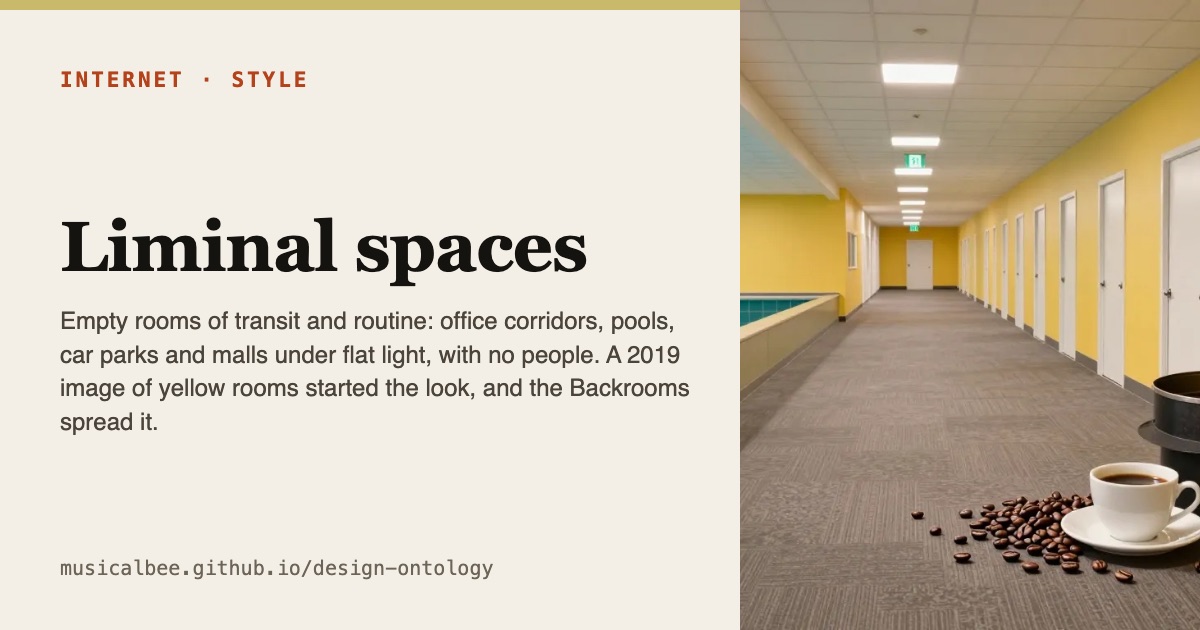 INTERNET · STYLE
Liminal spaces
Empty rooms of transit and routine: office corridors, pools,
car parks and malls under flat light, with no people. A 2019
image of yellow rooms started the look, and the Backrooms
spread it.
musicalbee.github.io/design-ontology